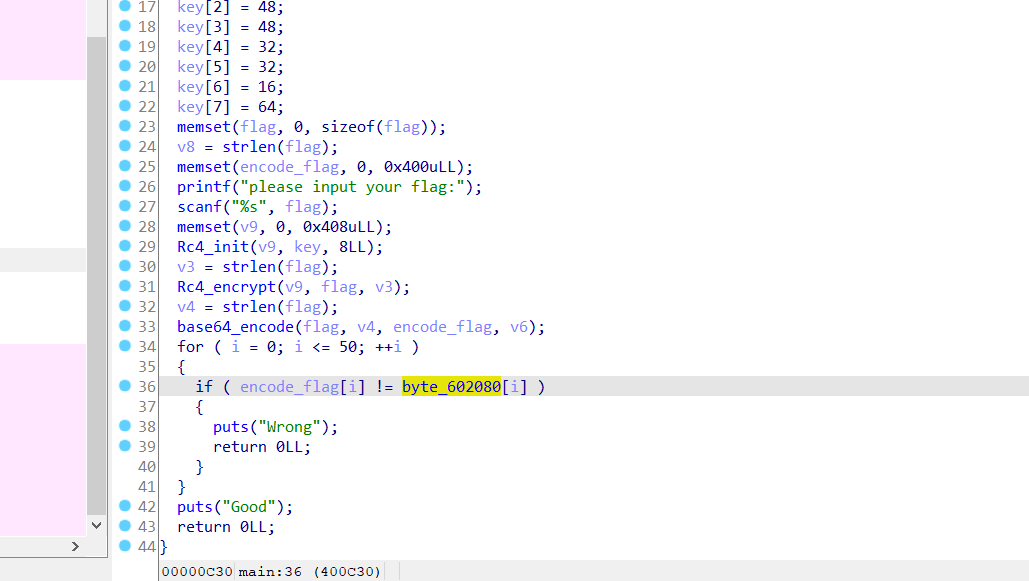 17 key[2] = 48;
18 key[3] = 48;
19 key[4] = 32;
20 key[5] = 32;
21 key[6] = 16;
22 key[7] = 64;
23 memset(flag, 0, sizeof(flag));
24 v8 = strlen(flag);
25 memset(encode_flag, 0, 0x400uLL);
26 printf("please input your flag:");
27 scanf("%s", flag);
28 memset(v9, 0, 0x408uLL);
29 Rc4_init(v9, key, 8LL);
30 v3 = strlen(flag);
31 Rc4_encrypt(v9, flag, v3);
32 v4 = strlen(flag);
33 base64_encode(flag, v4, encode_flag, v6);
34 for ( i = 0; i <= 50; ++i )
35 {
36 if ( encode_flag[i] != byte_602080[i] )
37 {
38 puts("Wrong");
39 return 0LL;
40 }
41 }
42 puts("Good");
43 return 0LL;
44 }
00000C30 main:36 (400C30)